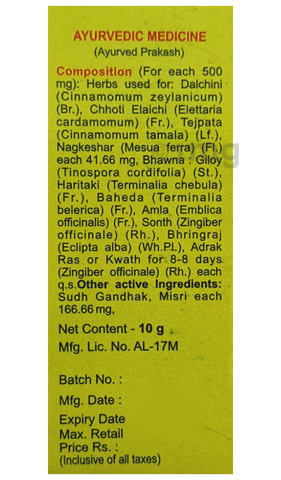 AYURVEDIC MEDICINE
(Ayurved Prakash)
Composition (For each 500
mg): Herbs used for: Dalchini
(Cinnamomum zeylanicum)
(Br.), Chhoti Elaichi (Elettaria
cardamomum) (Fr.), Tejpata
(Cinnamomum tamala) (Lf.),
Nagkeshar (Mesua ferra) (Fl.)
each 41.66 mg, Bhawna : Giloy
(Tinospora cordifolia) (St.),
Haritaki (Terminalia chebula)
(Fr.), Baheda (Terminalia
belerica) (Fr.), Amla (Emblica
officinalis) (Fr.), Sonth (Zingiber
officinale) (Rh.), Bhringraj
(Eclipta alba) (Wh.Pl.), Adrak
Ras or Kwath for 8-8 days
(Zingiber officinale) (Rh.) each
q.s.Other active Ingredients:
Sudh Gandhak, Misri each
166.66 mg,
Net Content - 10 g
Mfg. Lic. No. AL-17M
Batch No. :
Mfg. Date :
Expiry Date
Max. Retail
Price Rs. :
(Inclusive of all taxes)